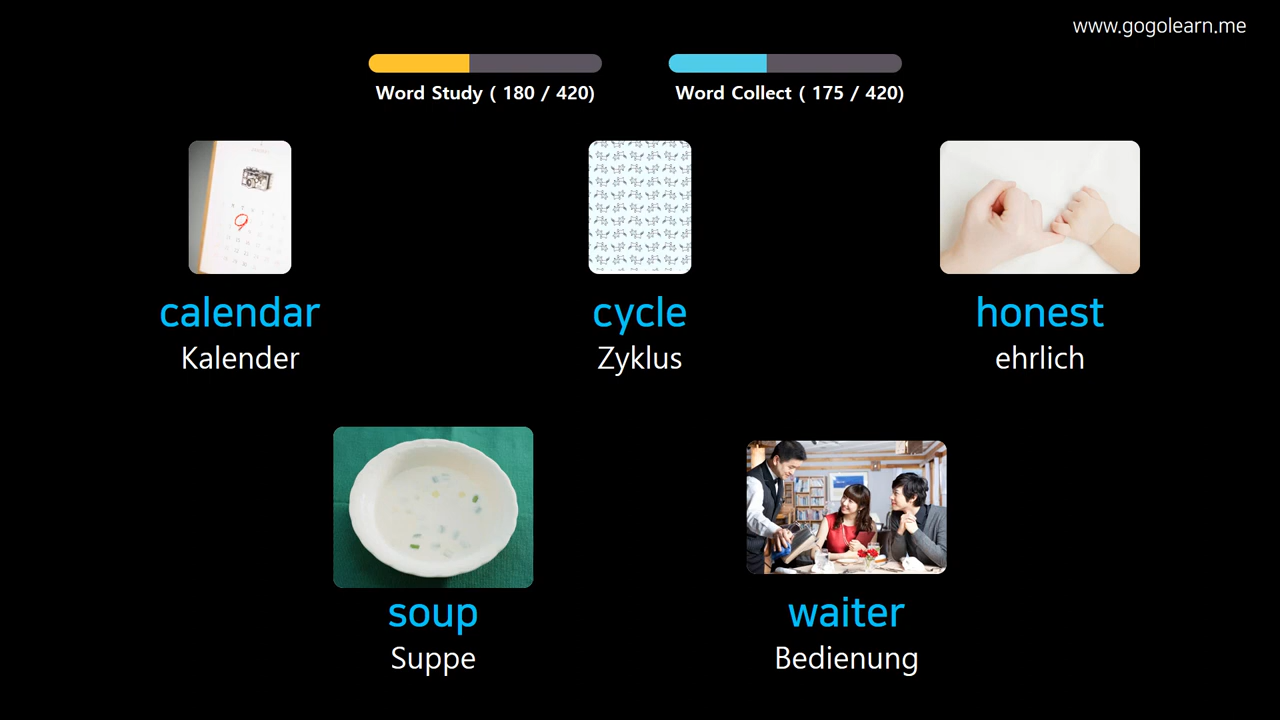 www.gogolearn.me
Word Study ( 180 / 420)
Word Collect ( 175 / 420)
calendar
Kalender
cycle
Zyklus
honest
ehrlich
soup
Suppe
waiter
Bedienung